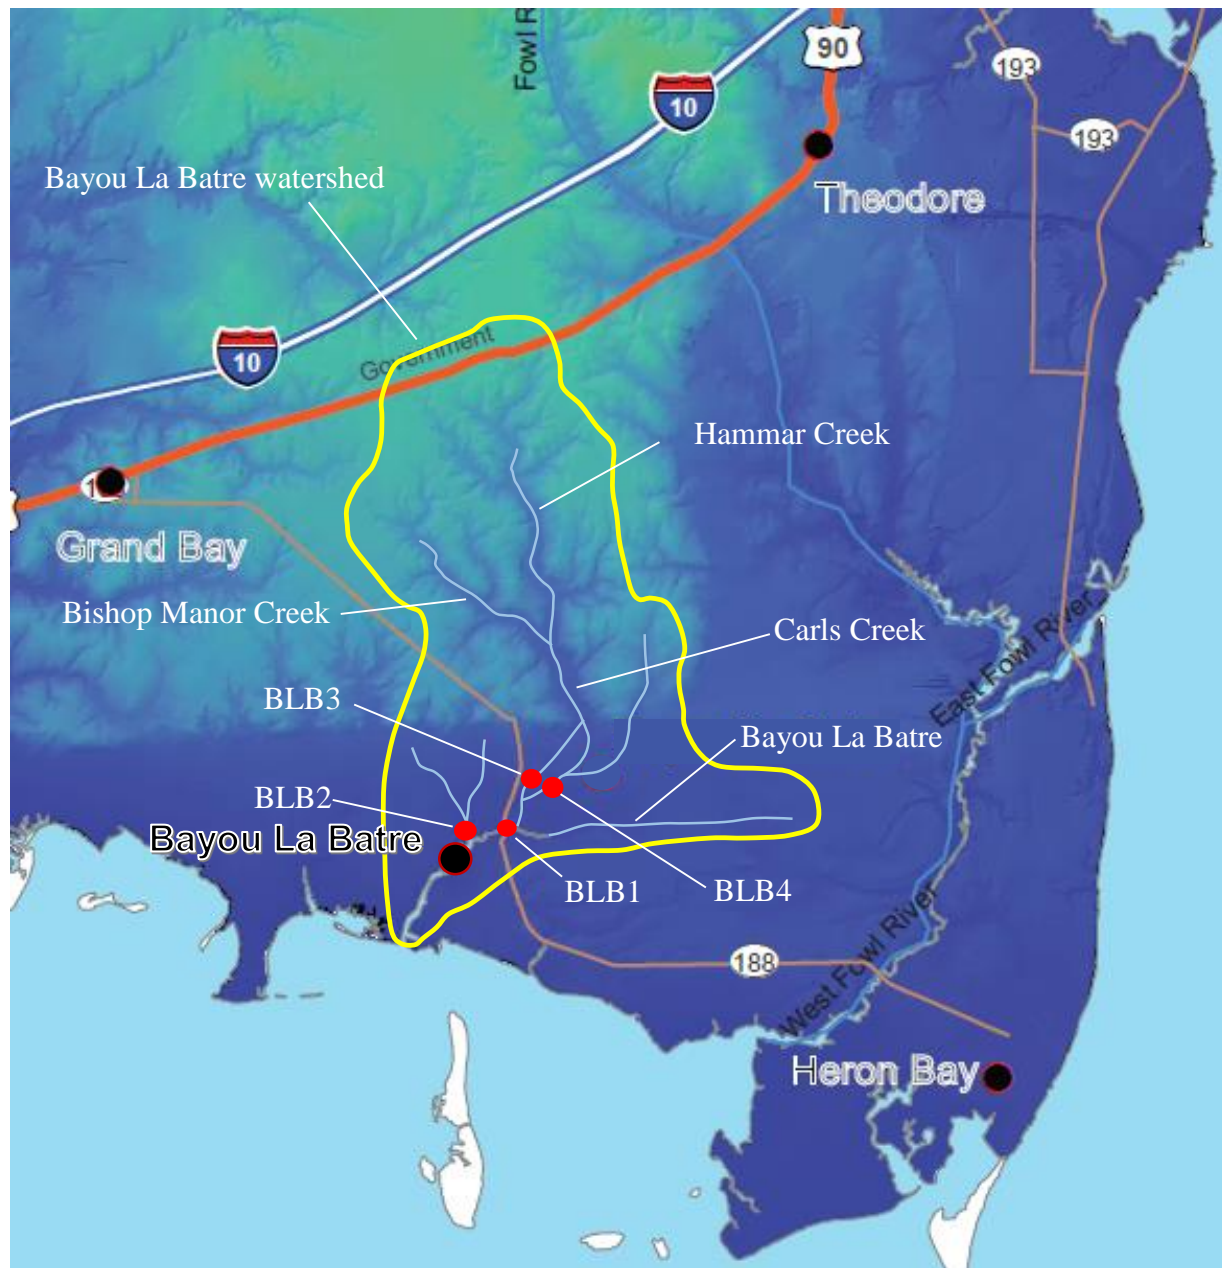 Fowl R
90
193
10
193
Bayou La Batre watershed
Theodore
10
Government
Hammar Creek
Grand Bay
Bishop Manor Creek
Carls Creek
East Fowl River
BLB3
Bayou La Batre
BLB2
Bayou La Batre
BLB1
BLB4
West Fowl River
188
Heron Bay